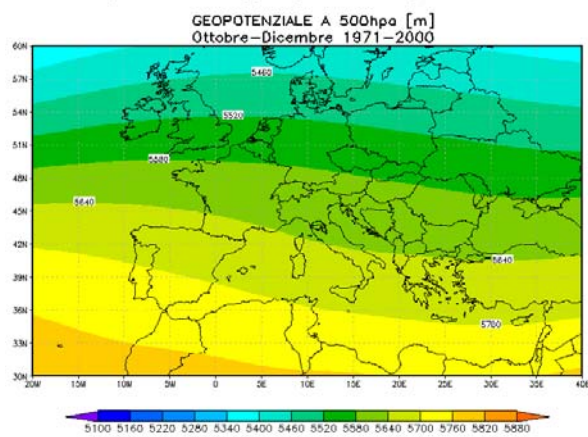 GEOPOTENZIALE A 500hpa [m]
Ottobre-Dicembre 1971-2000
60N
57N
54N
51N
48N
45N
42N
39N
36N
33N
30N
5460
5520
5580
5640
5640
5700
20W 15W 10W 5W 0 5E 10E 15E 20E 25E 30E 35E 40E
5100 5160 5220 5280 5340 5400 5460 5520 5580 5640 5700 5760 5820 5880